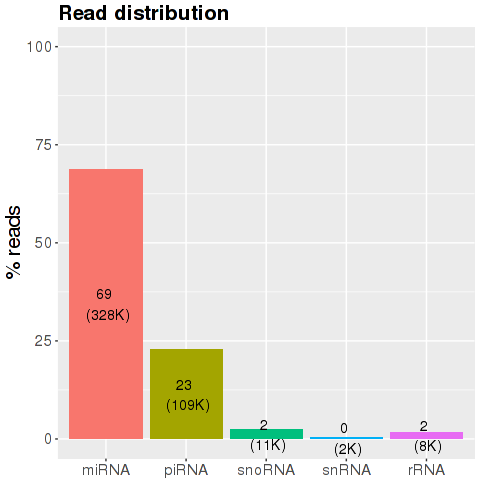 Read distribution
% reads
100
75
50
25
0
69
(328K)
23
(109K)
2
(11K)
0
(2K)
2
(8K)
miRNA
piRNA
snoRNA
snRNA
rRNA